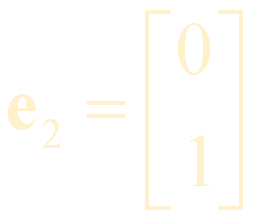 e₂ = [0
1]